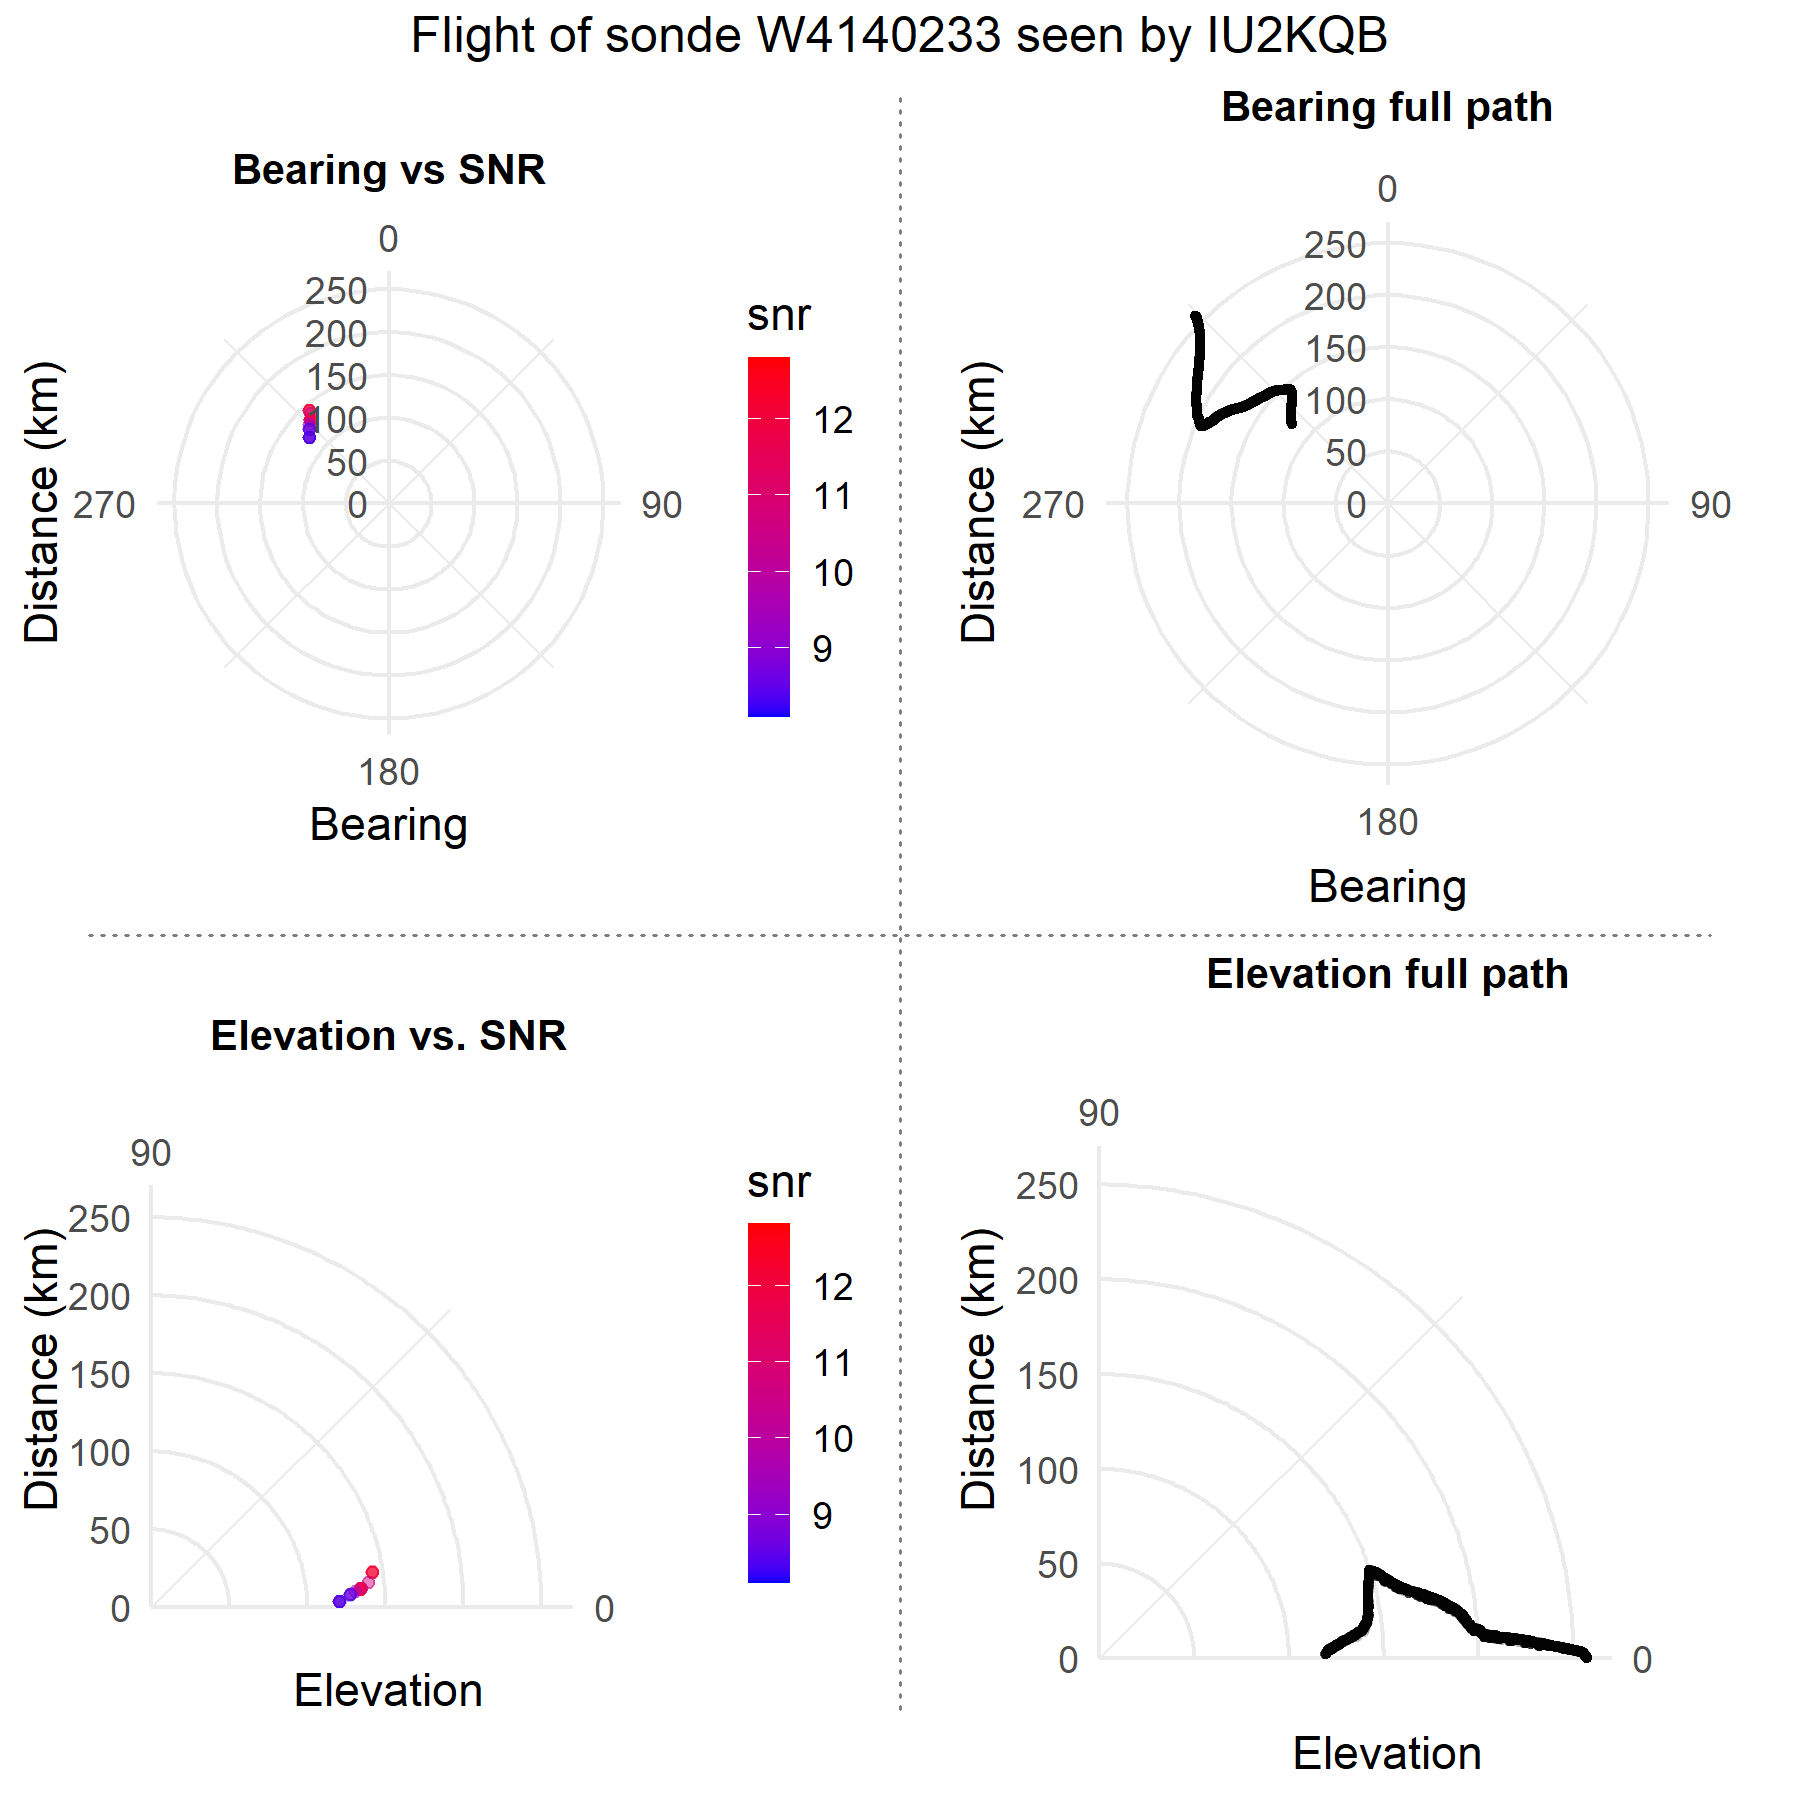 Flight of sonde W4140233 seen by IU2KQB
Bearing vs SNR
0
250
200
150
100
50
0
270
90
180
Distance (km)
Bearing
snr
12
11
10
9
Bearing full path
0
250
200
150
100
50
0
270
90
180
Distance (km)
Bearing
Elevation vs. SNR
90
250
200
150
100
50
0
0
Distance (km)
Elevation
snr
12
11
10
9
Elevation full path
90
250
200
150
100
50
0
0
Distance (km)
Elevation